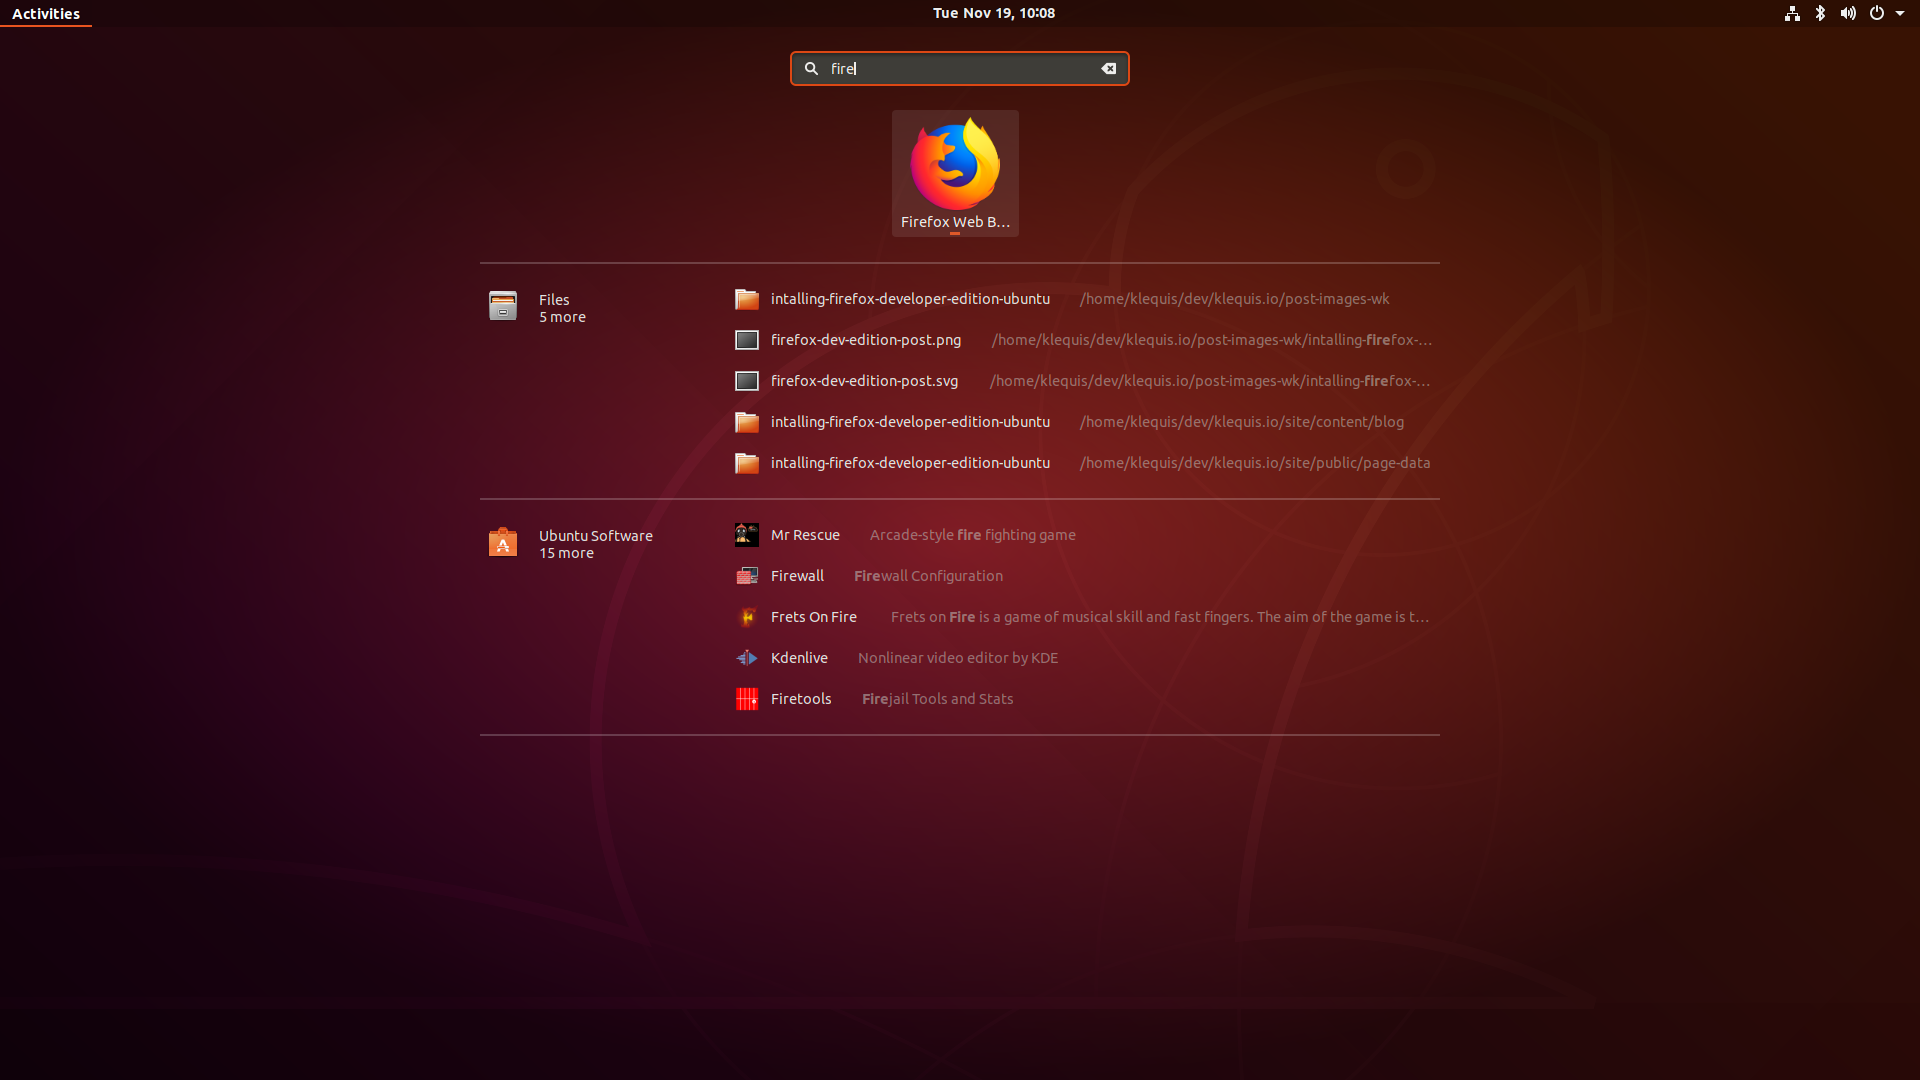 Activities
Tue Nov 19, 10:08
fire
Firefox Web B…
Files
5 more
intalling-firefox-developer-edition-ubuntu /home/klequis/dev/klequis.io/post-images-wk
firefox-dev-edition-post.png /home/klequis/dev/klequis.io/post-images-wk/intalling-firefox-…
firefox-dev-edition-post.svg /home/klequis/dev/klequis.io/post-images-wk/intalling-firefox-…
intalling-firefox-developer-edition-ubuntu /home/klequis/dev/klequis.io/site/content/blog
intalling-firefox-developer-edition-ubuntu /home/klequis/dev/klequis.io/site/public/page-data
Ubuntu Software
15 more
Mr Rescue Arcade-style fire fighting game
Firewall Firewall Configuration
Frets On Fire Frets on Fire is a game of musical skill and fast fingers. The aim of the game is t…
Kdenlive Nonlinear video editor by KDE
Firetools Firejail Tools and Stats